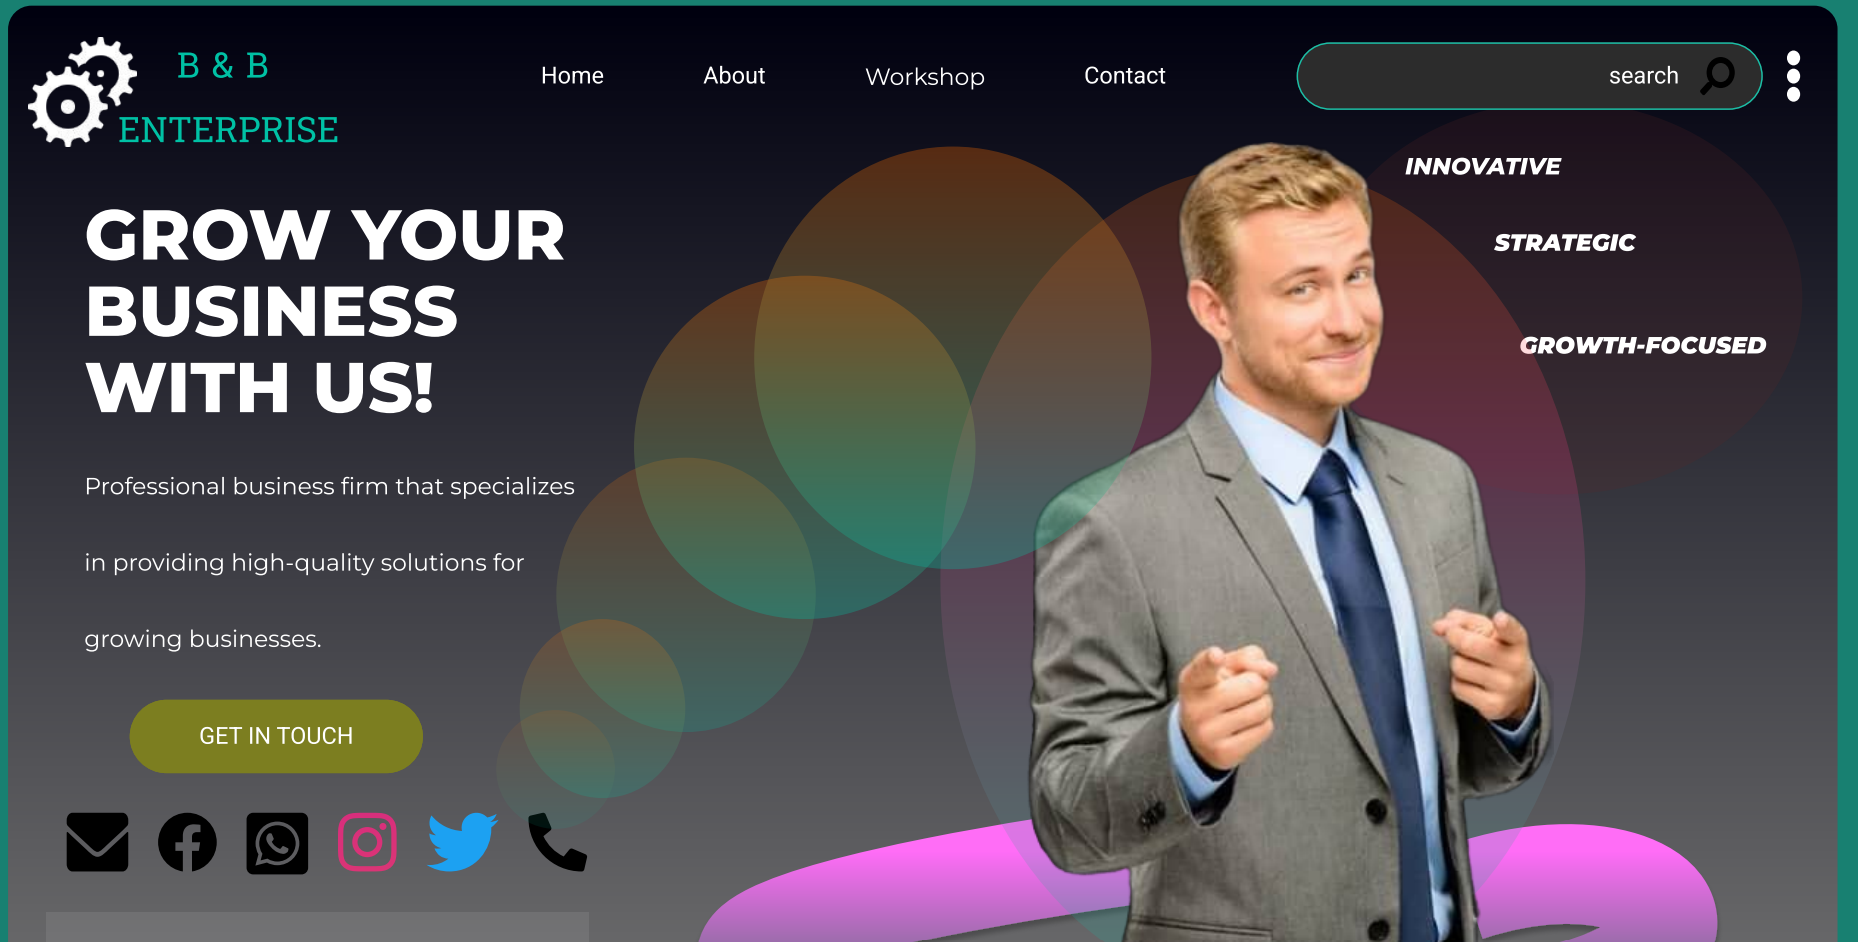 B & B
ENTERPRISE
Home
About
Workshop
Contact
search
INNOVATIVE
STRATEGIC
GROWTH-FOCUSED
GROW YOUR
BUSINESS
WITH US!
Professional business firm that specializes
in providing high-quality solutions for
growing businesses.
GET IN TOUCH